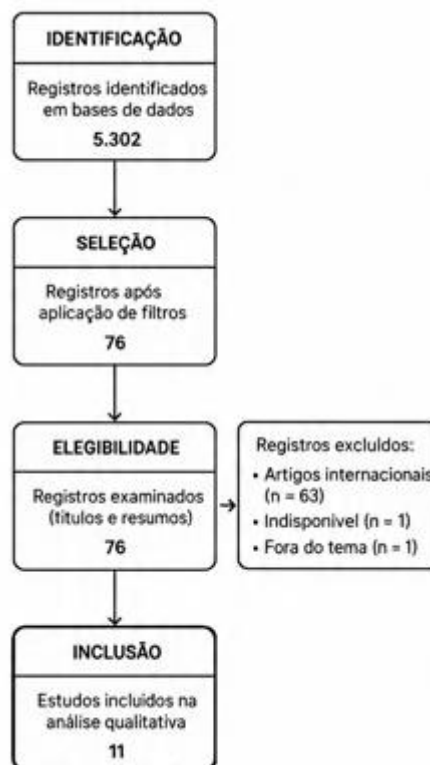 IDENTIFICAÇÃO
Registros identificados
em bases de dados
5.302
SELEÇÃO
Registros após
aplicação de filtros
76
ELEGIBILIDADE
Registros examinados
(títulos e resumos)
76
Registros excluídos:
• Artigos internacionais
(n = 63)
• Indisponivel (n = 1)
• Fora do tema (n = 1)
INCLUSÃO
Estudos incluidos na
análise qualitativa
11